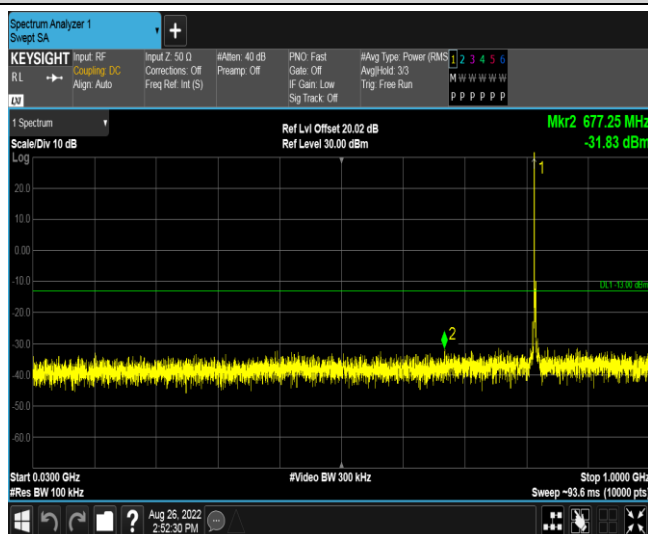 Spectrum Analyzer 1
Swept SA
+
KEYSIGHT
RL
LXI
Input: RF
Coupling: DC
Align: Auto
Input Z: 50 Ω
Corrections: Off
Freq Ref: Int (S)
#Atten: 40 dB
Preamp: Off
PNO: Fast
Gate: Off
IF Gain: Low
Sig Track: Off
#Avg Type: Power (RMS
Avg|Hold: 3/3
Trig: Free Run
1 2 3 4 5 6
M W W W W W
P P P P P P
1 Spectrum
Scale/Div 10 dB
Log
Ref Lvl Offset 20.02 dB
Ref Level 30.00 dBm
Mkr2 677.25 MHz
-31.83 dBm
1
20.0
10.0
0.00
-10.0
DL1 -13.00 dBm
-20.0
-30.0
2
-40.0
-50.0
-60.0
Start 0.0300 GHz
#Res BW 100 kHz
#Video BW 300 kHz
Stop 1.0000 GHz
Sweep ~93.6 ms (10000 pts)
?
Aug 26, 2022
2:52:30 PM